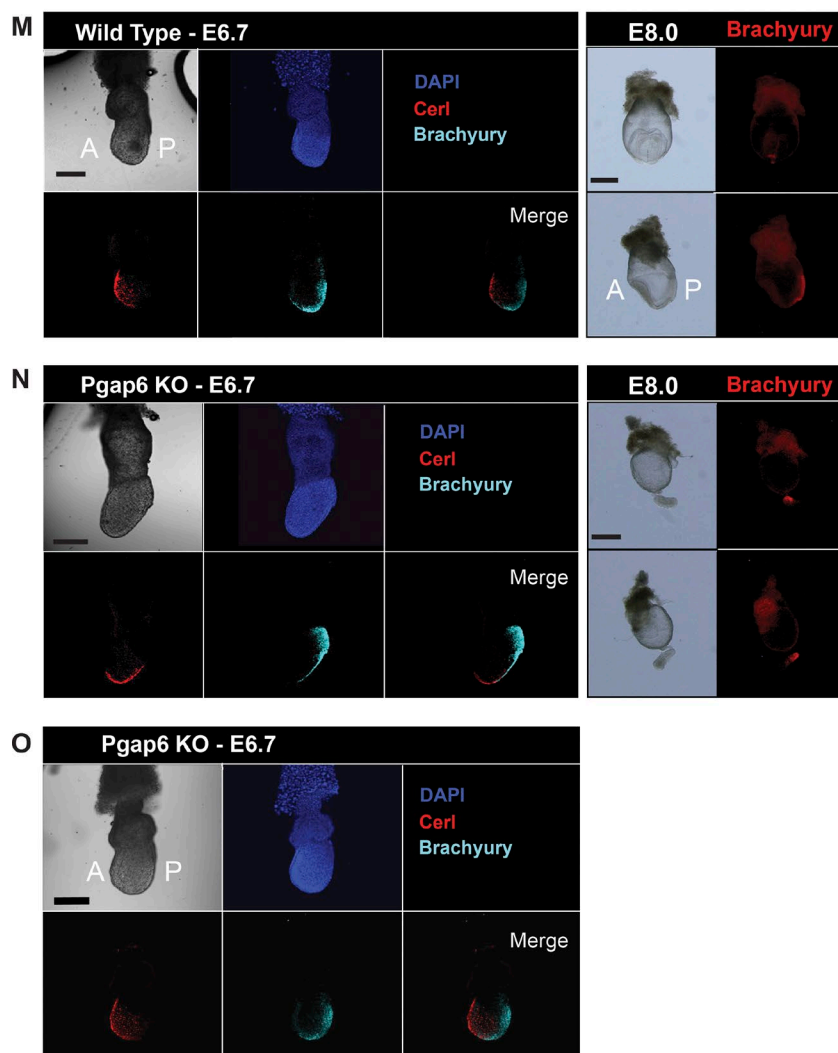 M
Wild Type - E6.7
E8.0
Brachyury
DAPI
Cerl
Brachyury
A
P
Merge
A
P
N
Pgap6 KO - E6.7
E8.0
Brachyury
DAPI
Cerl
Brachyury
Merge
O
Pgap6 KO - E6.7
DAPI
Cerl
Brachyury
A
P
Merge